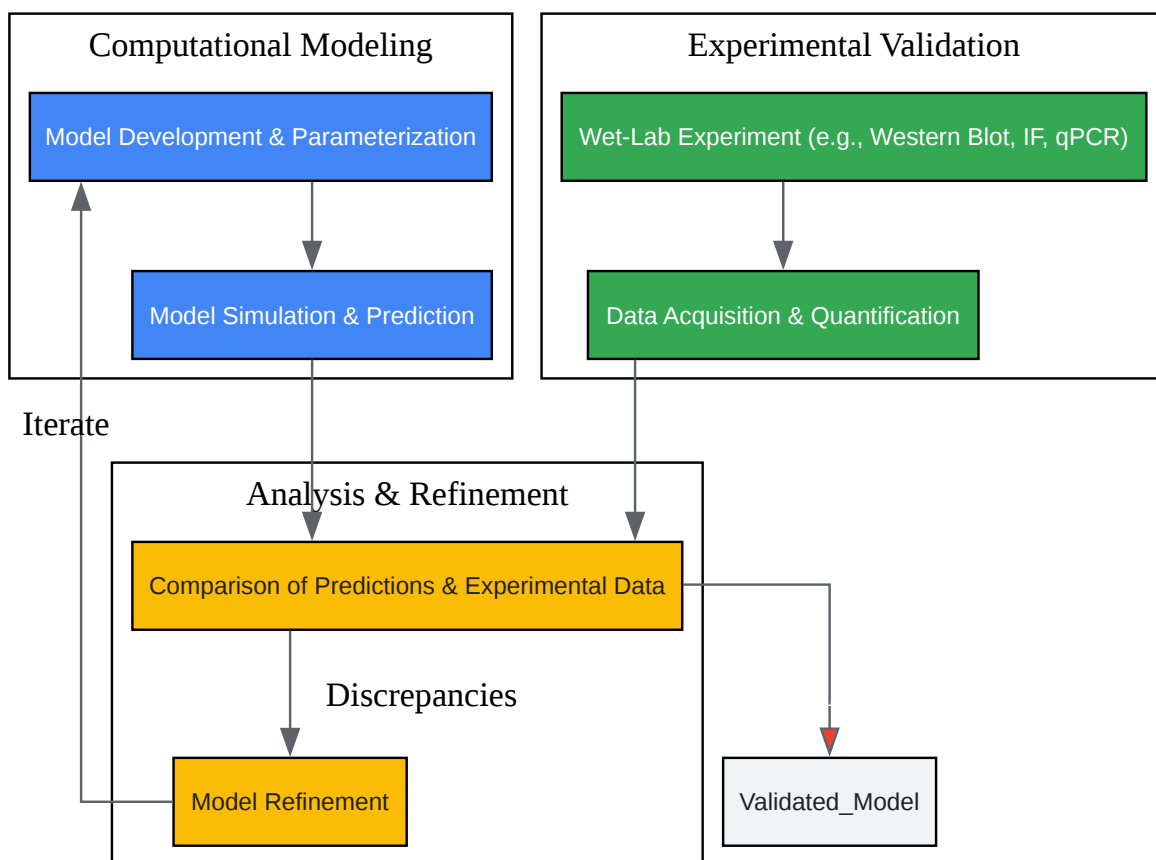 Computational Modeling
Experimental Validation
Model Development & Parameterization
Wet-Lab Experiment (e.g., Western Blot, IF, qPCR)
Model Simulation & Prediction
Data Acquisition & Quantification
Iterate
Analysis & Refinement
Comparison of Predictions & Experimental Data
Discrepancies
Model Refinement
Validated_Model